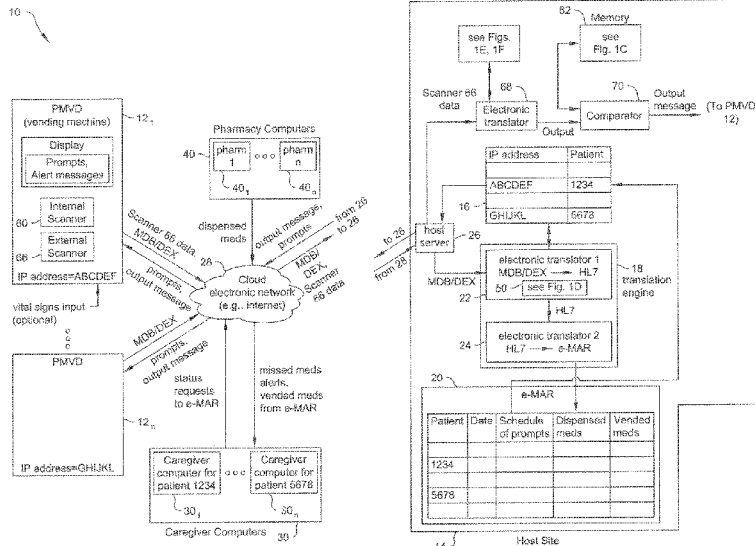 10
PMVD
(vending machine)
12₁
Display
Prompts,
Alert messages
60
Internal
Scanner
66
External
Scanner
IP address=ABCDEF
vital signs input
(optional)
PMVD
12ₙ
IP address=GHIJKL
Pharmacy Computers
40
pharm
1
pharm
n
40₁
40ₙ
dispensed
meds
output message,
prompts
from 26
to 26
MDB/
DEX,
Scanner
66 data
Scanner 66 data,
MDB/DEX
prompts,
output message
28
Cloud
electronic network
(e.g., internet)
MDB/DEX
prompts,
output message
status
requests
to e-MAR
missed meds
alerts,
vended meds
from e-MAR
Caregiver
computer for
patient 1234
Caregiver
computer for
patient 5678
30₁
30ₙ
30
Caregiver Computers
62
Memory
see Figs.
1E, 1F
see
Fig. 1C
Scanner 66
data
68
Electronic
translator
Output
70
Comparator
Output
message
(To PMVD
12)
IP address
Patient
ABCDEF
1234
16
GHIJKL
5678
to 26
from 28
host
server
26
MDB/DEX
electronic translator 1
MDB/DEX HL7
50
see Fig. 1D
22
18
translation
engine
HL7
electronic translator 2
HL7 e-MAR
24
20
e-MAR
Patient
Date
Schedule
of prompts
Dispensed
meds
Vended
meds
1234
5678
14
Host Site